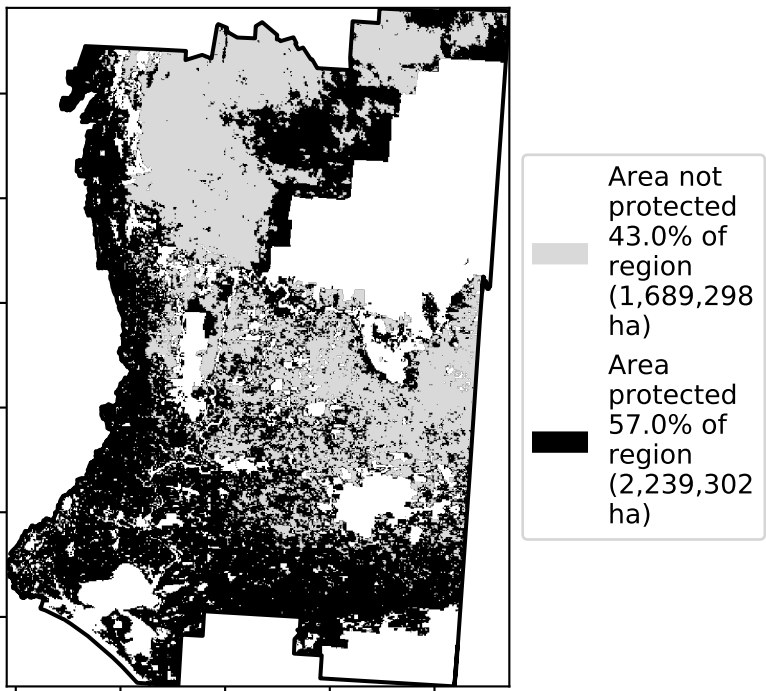 Area not
protected
43.0% of
region
(1,689,298
ha)
Area
protected
57.0% of
region
(2,239,302
ha)